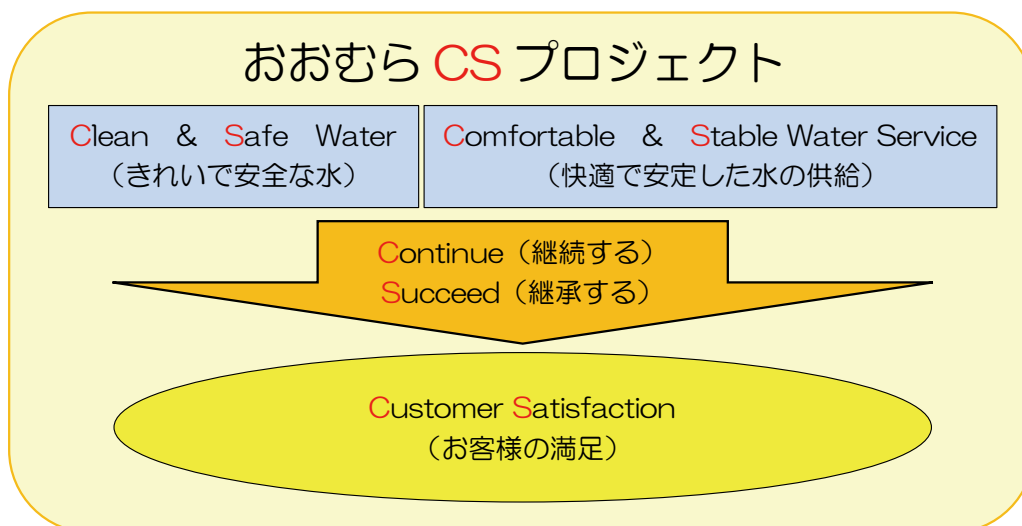 おおむら CS プロジェクト
Clean & Safe Water
（きれいで安全な水）
Comfortable & Stable Water Service
（快適で安定した水の供給）
Continue（継続する）
Succeed（継承する）
Customer Satisfaction
（お客様の満足）